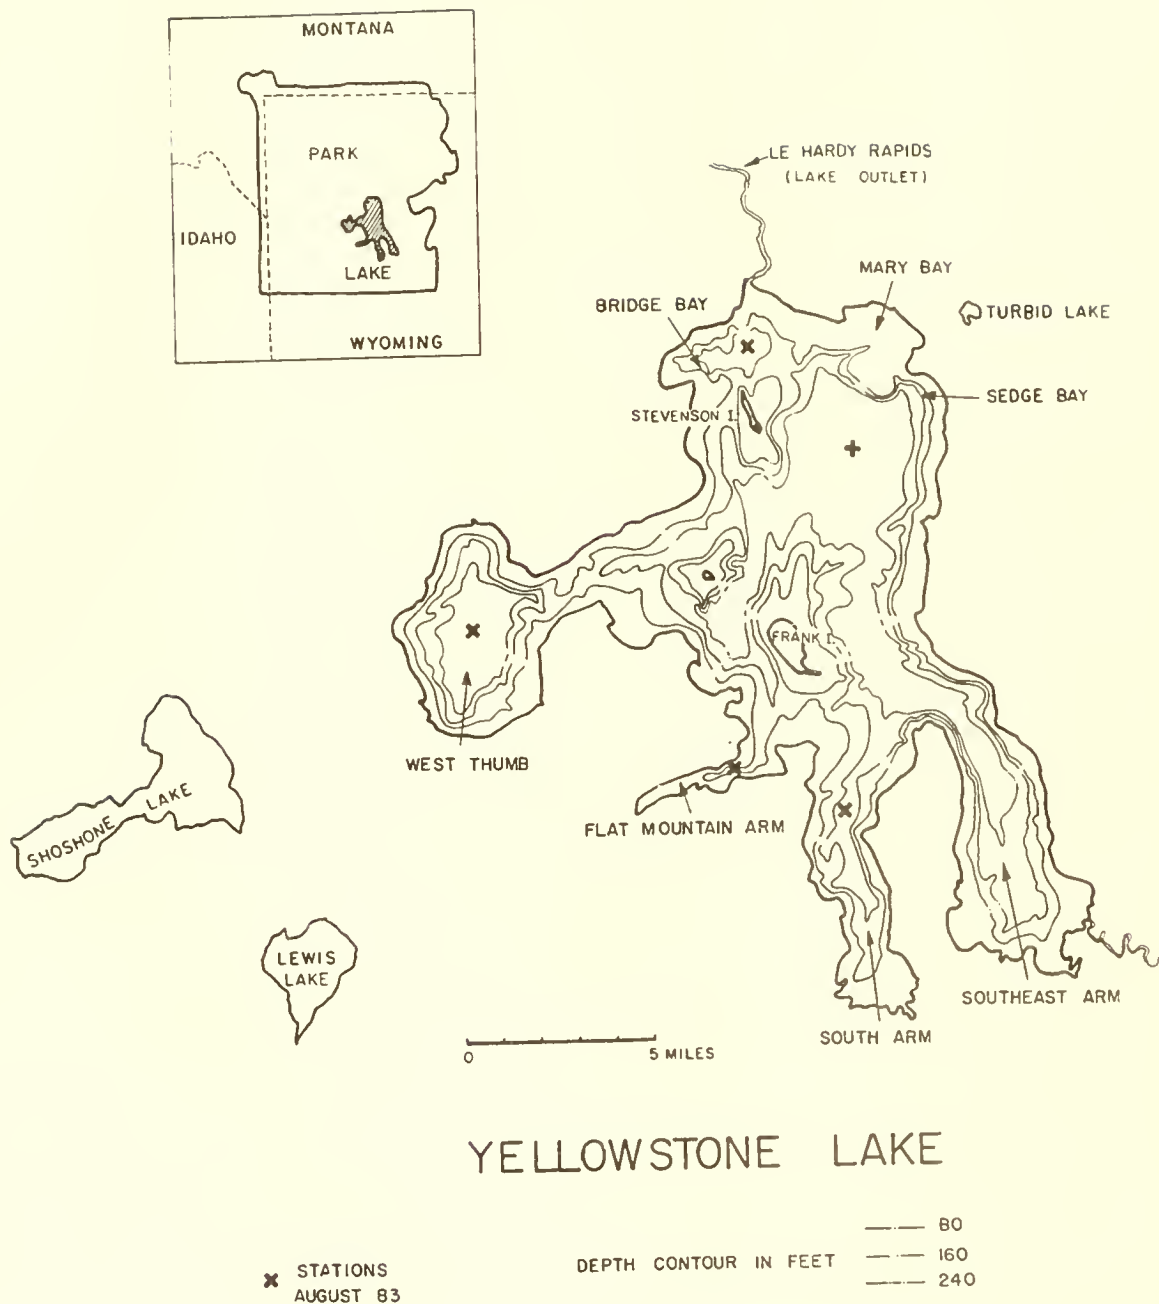 MONTANA
PARK
IDAHO
LAKE
WYOMING
LE HARDY RAPIDS
(LAKE OUTLET)
MARY BAY
BRIDGE BAY
TURBID LAKE
SEDGE BAY
STEVENSON I.
FRANK I.
WEST THUMB
SHOSHONE LAKE
FLAT MOUNTAIN ARM
LEWIS
LAKE
SOUTHEAST ARM
SOUTH ARM
0 5 MILES
YELLOWSTONE LAKE
DEPTH CONTOUR IN FEET
80
160
240
x STATIONS
AUGUST 83